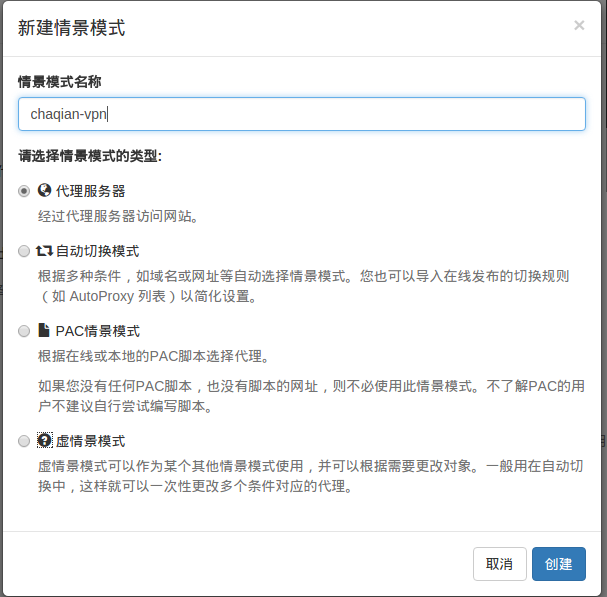 新建情景模式
×
情景模式名称
chaqian-vpn
请选择情景模式的类型:
代理服务器
经过代理服务器访问网站。
自动切换模式
根据多种条件，如域名或网址等自动选择情景模式。您也可以导入在线发布的切换规则
（如 AutoProxy 列表）以简化设置。
PAC情景模式
根据在线或本地的PAC脚本选择代理。
如果您没有任何PAC脚本，也没有脚本的网址，则不必使用此情景模式。不了解PAC的用
户不建议自行尝试编写脚本。
虚情景模式
虚情景模式可以作为某个其他情景模式使用，并可以根据需要更改对象。一般用在自动切
换中，这样就可以一次性更改多个条件对应的代理。
取消
创建